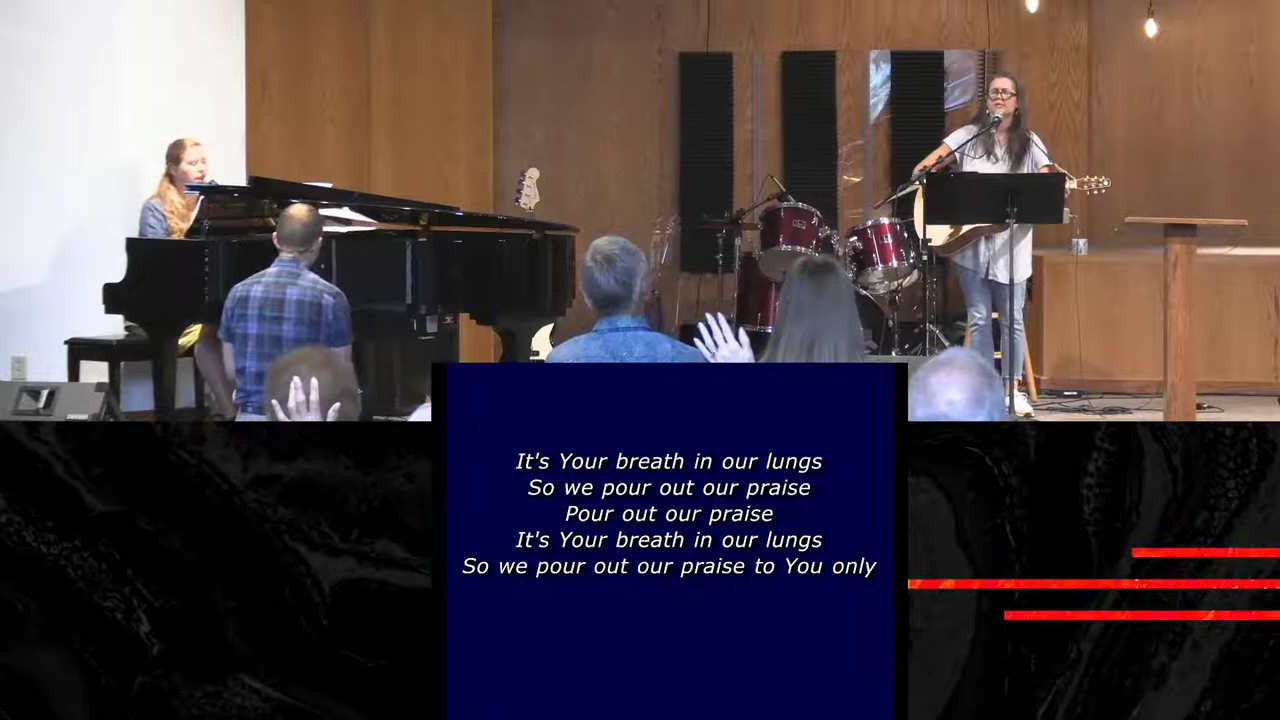 It's Your breath in our lungs
So we pour out our praise
Pour out our praise
It's Your breath in our lungs
So we pour out our praise to You only